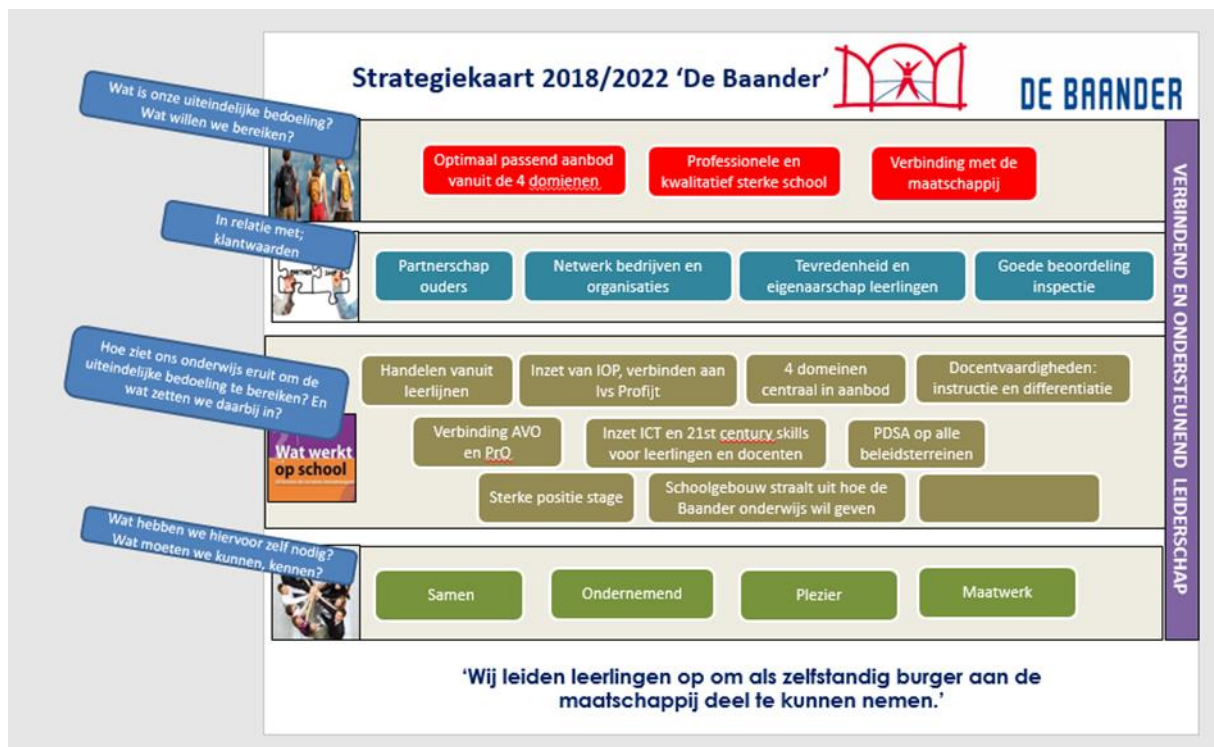 Strategiekaart 2018/2022 ‘De Baander’
DE BAANDER
Wat is onze uiteindelijke bedoeling?
Wat willen we bereiken?
Optimaal passend aanbod
vanuit de 4 domienen
Professionele en
kwalitatief sterke school
Verbinding met de
maatschappij
In relatie met;
klantwaarden
Partnerschap
ouders
Netwerk bedrijven en
organisaties
Tevredenheid en
eigenaarschap leerlingen
Goede beoordeling
inspectie
Hoe ziet ons onderwijs eruit om de
uiteindelijke bedoeling te bereiken? En
wat zetten we daarbij in?
Wat werkt
op school
Handelen vanuit
leerlijnen
Inzet van IOP, verbinden aan
lvs Profijt
4 domeinen
centraal in aanbod
Docentvaardigheden:
instructie en differentiatie
Verbinding AVO
en PrO
Inzet ICT en 21st century skills
voor leerlingen en docenten
PDSA op alle
beleidsterreinen
Sterke positie stage
Schoolgebouw straalt uit hoe de
Baander onderwijs wil geven
Wat hebben we hiervoor zelf nodig?
Wat moeten we kunnen, kennen?
Samen
Ondernemend
Plezier
Maatwerk
VERBINDEND EN ONDERSTEUNEND LEIDERSCHAP
‘Wij leiden leerlingen op om als zelfstandig burger aan de
maatschappij deel te kunnen nemen.’